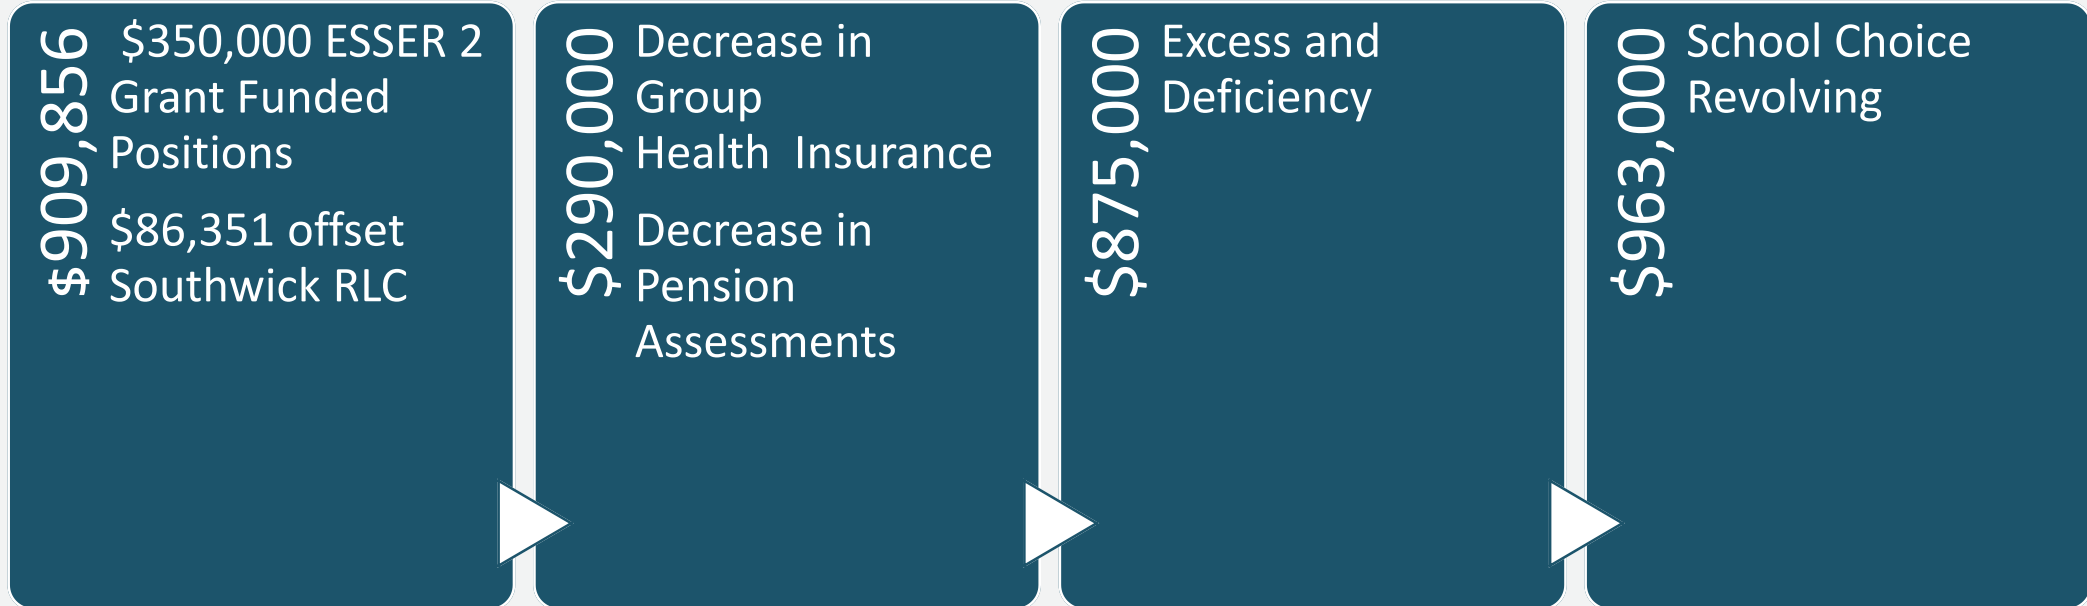 $909,856
$350,000 ESSER 2
Grant Funded
Positions
$86,351 offset
Southwick RLC
$290,000
Decrease in
Group
Health  Insurance
Decrease in
Pension
Assessments
$875,000
Excess and
Deficiency
$963,000
School Choice
Revolving